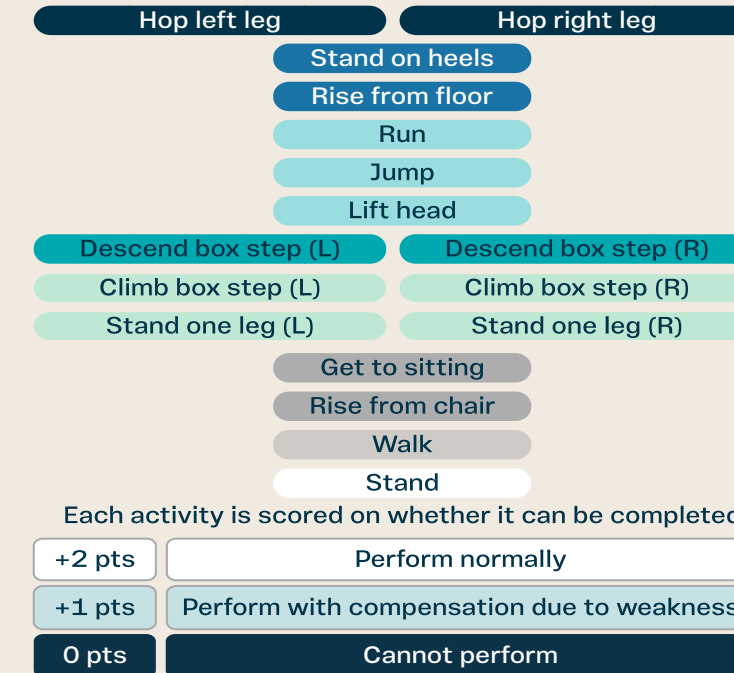 Hop left leg Hop right leg
Stand on heels
Rise from floor
Run
Jump
Lift head
Descend box step (L) Descend box step (R)
Climb box step (L) Climb box step (R)
Stand one leg (L) Stand one leg (R)
Get to sitting
Rise from chair
Walk
Stand
Each activity is scored on whether it can be completed
+2 pts Perform normally
+1 pts Perform with compensation due to weakness
0 pts Cannot perform